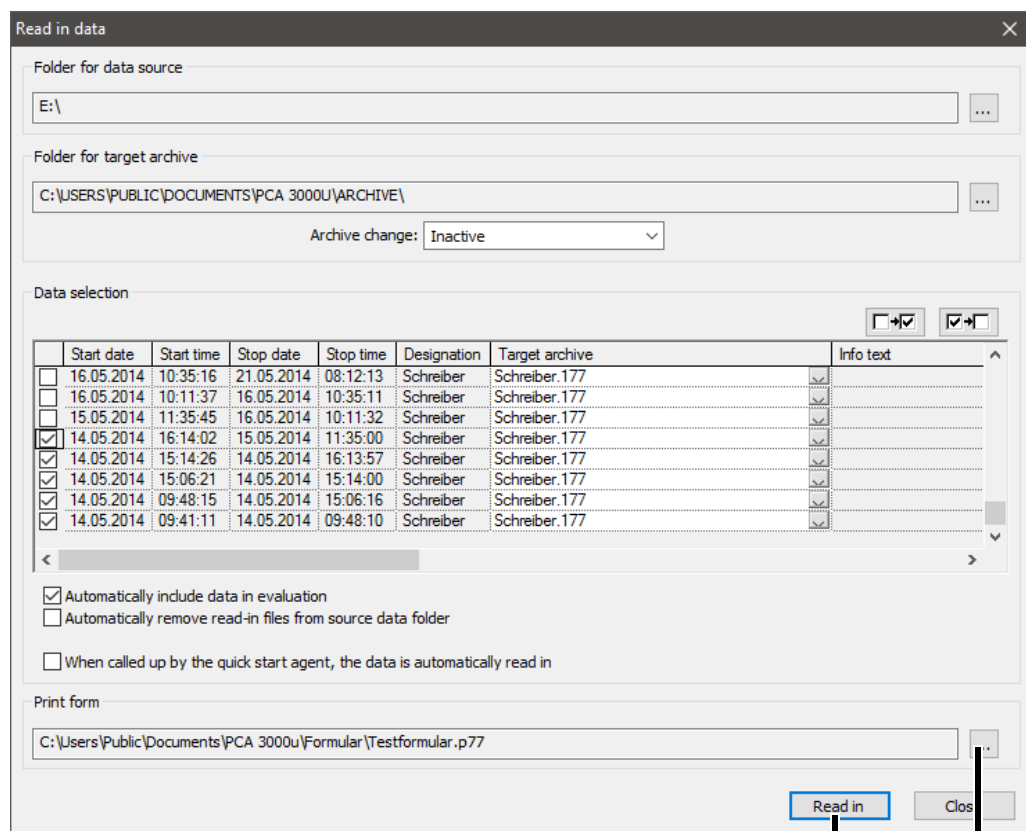 Read in data
Folder for data source
E:\
...
Folder for target archive
C:\USERS\PUBLIC\DOCUMENTS\PCA 3000U\ARCHIVE\
...
Archive change: Inactive
Data selection
Start date Start time Stop date Stop time Designation Target archive Info text
16.05.2014 10:35:16 21.05.2014 08:12:13 Schreiber Schreiber.177
16.05.2014 10:11:37 16.05.2014 10:35:11 Schreiber Schreiber.177
15.05.2014 11:35:45 16.05.2014 10:11:32 Schreiber Schreiber.177
14.05.2014 16:14:02 15.05.2014 11:35:00 Schreiber Schreiber.177
14.05.2014 15:14:26 14.05.2014 16:13:57 Schreiber Schreiber.177
14.05.2014 15:06:21 14.05.2014 15:14:00 Schreiber Schreiber.177
14.05.2014 09:48:15 14.05.2014 15:06:16 Schreiber Schreiber.177
14.05.2014 09:41:11 14.05.2014 09:48:10 Schreiber Schreiber.177
Automatically include data in evaluation
Automatically remove read-in files from source data folder
When called up by the quick start agent, the data is automatically read in
Print form
C:\Users\Public\Documents\PCA 3000u\Formular\Testformular.p77
Read in